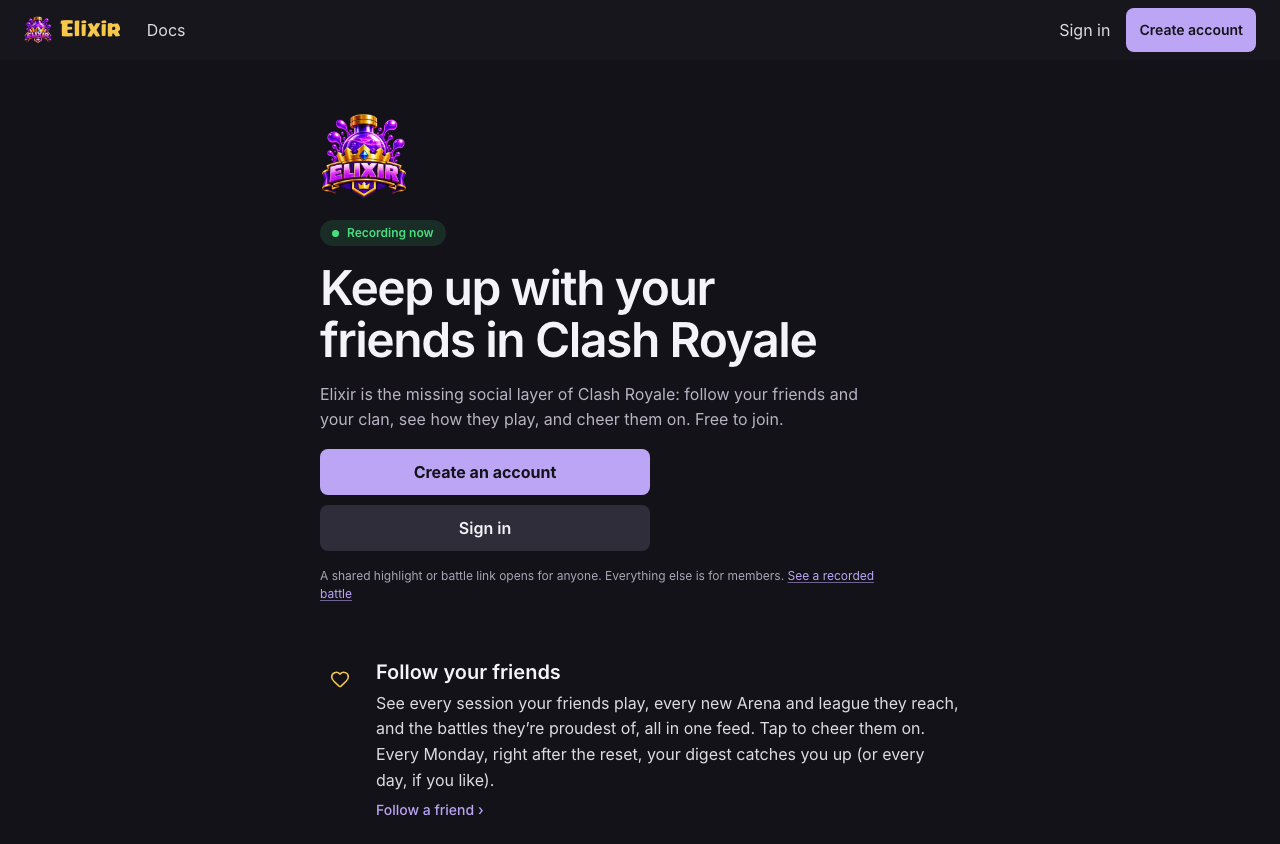 Elixir
Docs
Sign in
Create account
ELIXIR
Recording now
Keep up with your
friends in Clash Royale
Elixir is the missing social layer of Clash Royale: follow your friends and
your clan, see how they play, and cheer them on. Free to join.
Create an account
Sign in
A shared highlight or battle link opens for anyone. Everything else is for members. See a recorded
battle
Follow your friends
See every session your friends play, every new Arena and league they reach,
and the battles they’re proudest of, all in one feed. Tap to cheer them on.
Every Monday, right after the reset, your digest catches you up (or every
day, if you like).
Follow a friend ›